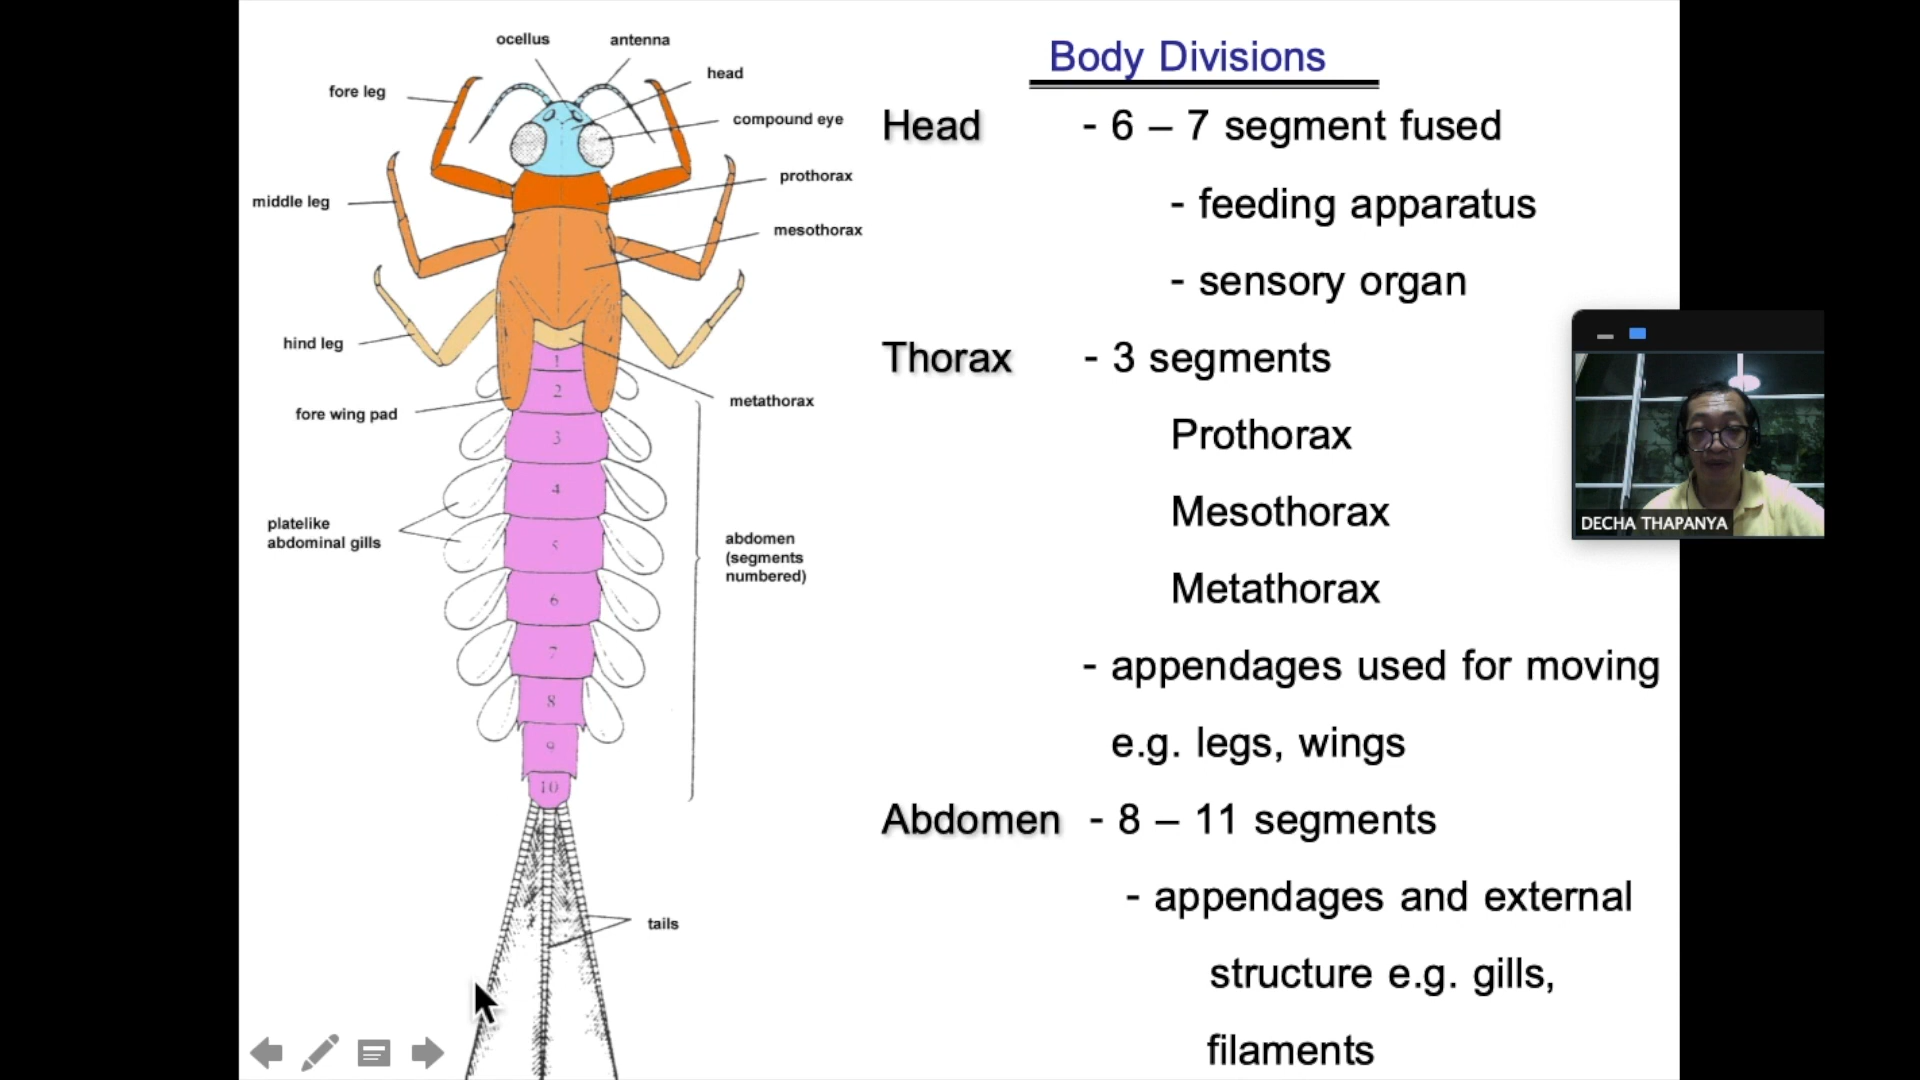 ocellus
antenna
head
fore leg
compound eye
prothorax
middle leg
mesothorax
hind leg
metathorax
fore wing pad
platelike
abdominal gills
abdomen
(segments
numbered)
tails
1
2
3
4
5
6
7
8
9
10
Body Divisions
Head - 6 – 7 segment fused
- feeding apparatus
- sensory organ
Thorax - 3 segments
Prothorax
Mesothorax
Metathorax
- appendages used for moving
e.g. legs, wings
Abdomen - 8 – 11 segments
- appendages and external
structure e.g. gills,
filaments
DECHA THAPANYA